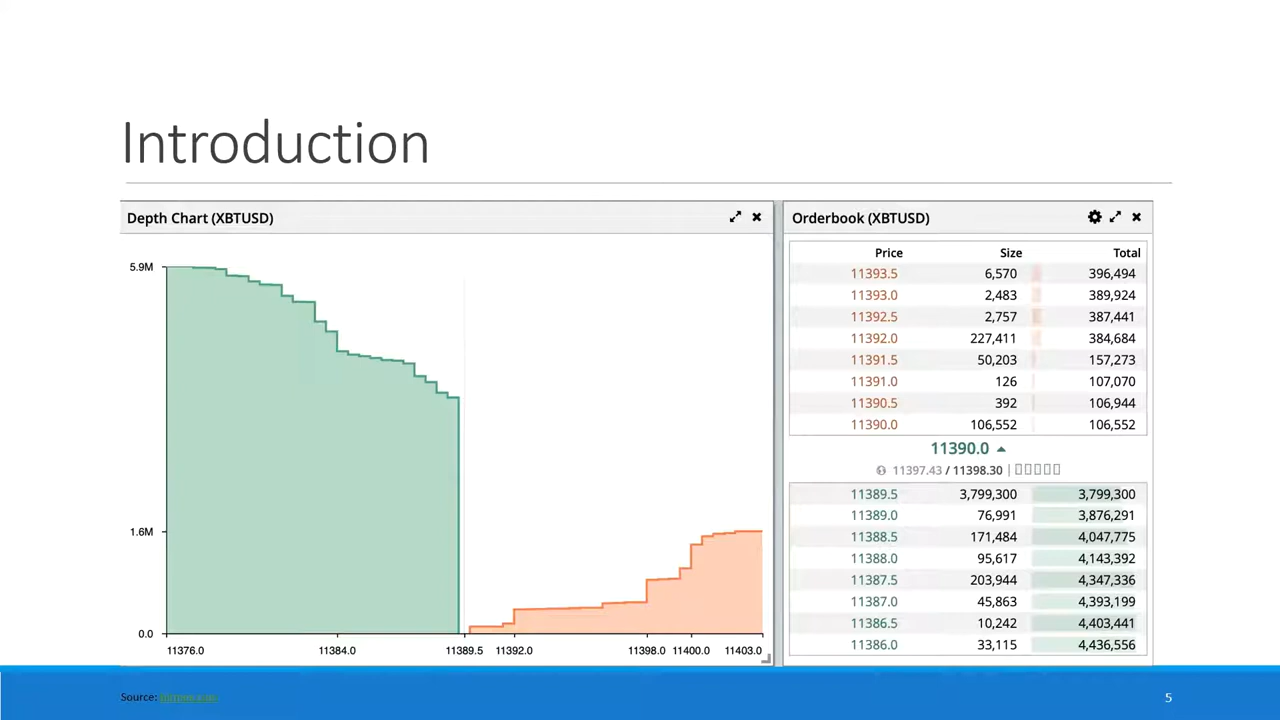 Introduction
Depth Chart (XBTUSD)
5.9M
1.6M
0.0
11376.0 11384.0 11389.5 11392.0 11398.0 11400.0 11403.0
Orderbook (XBTUSD)
Price Size Total
11393.5 6,570 396,494
11393.0 2,483 389,924
11392.5 2,757 387,441
11392.0 227,411 384,684
11391.5 50,203 157,273
11391.0 126 107,070
11390.5 392 106,944
11390.0 106,552 106,552
11390.0
11397.43 / 11398.30 |
11389.5 3,799,300 3,799,300
11389.0 76,991 3,876,291
11388.5 171,484 4,047,775
11388.0 95,617 4,143,392
11387.5 203,944 4,347,336
11387.0 45,863 4,393,199
11386.5 10,242 4,403,441
11386.0 33,115 4,436,556
Source:
5